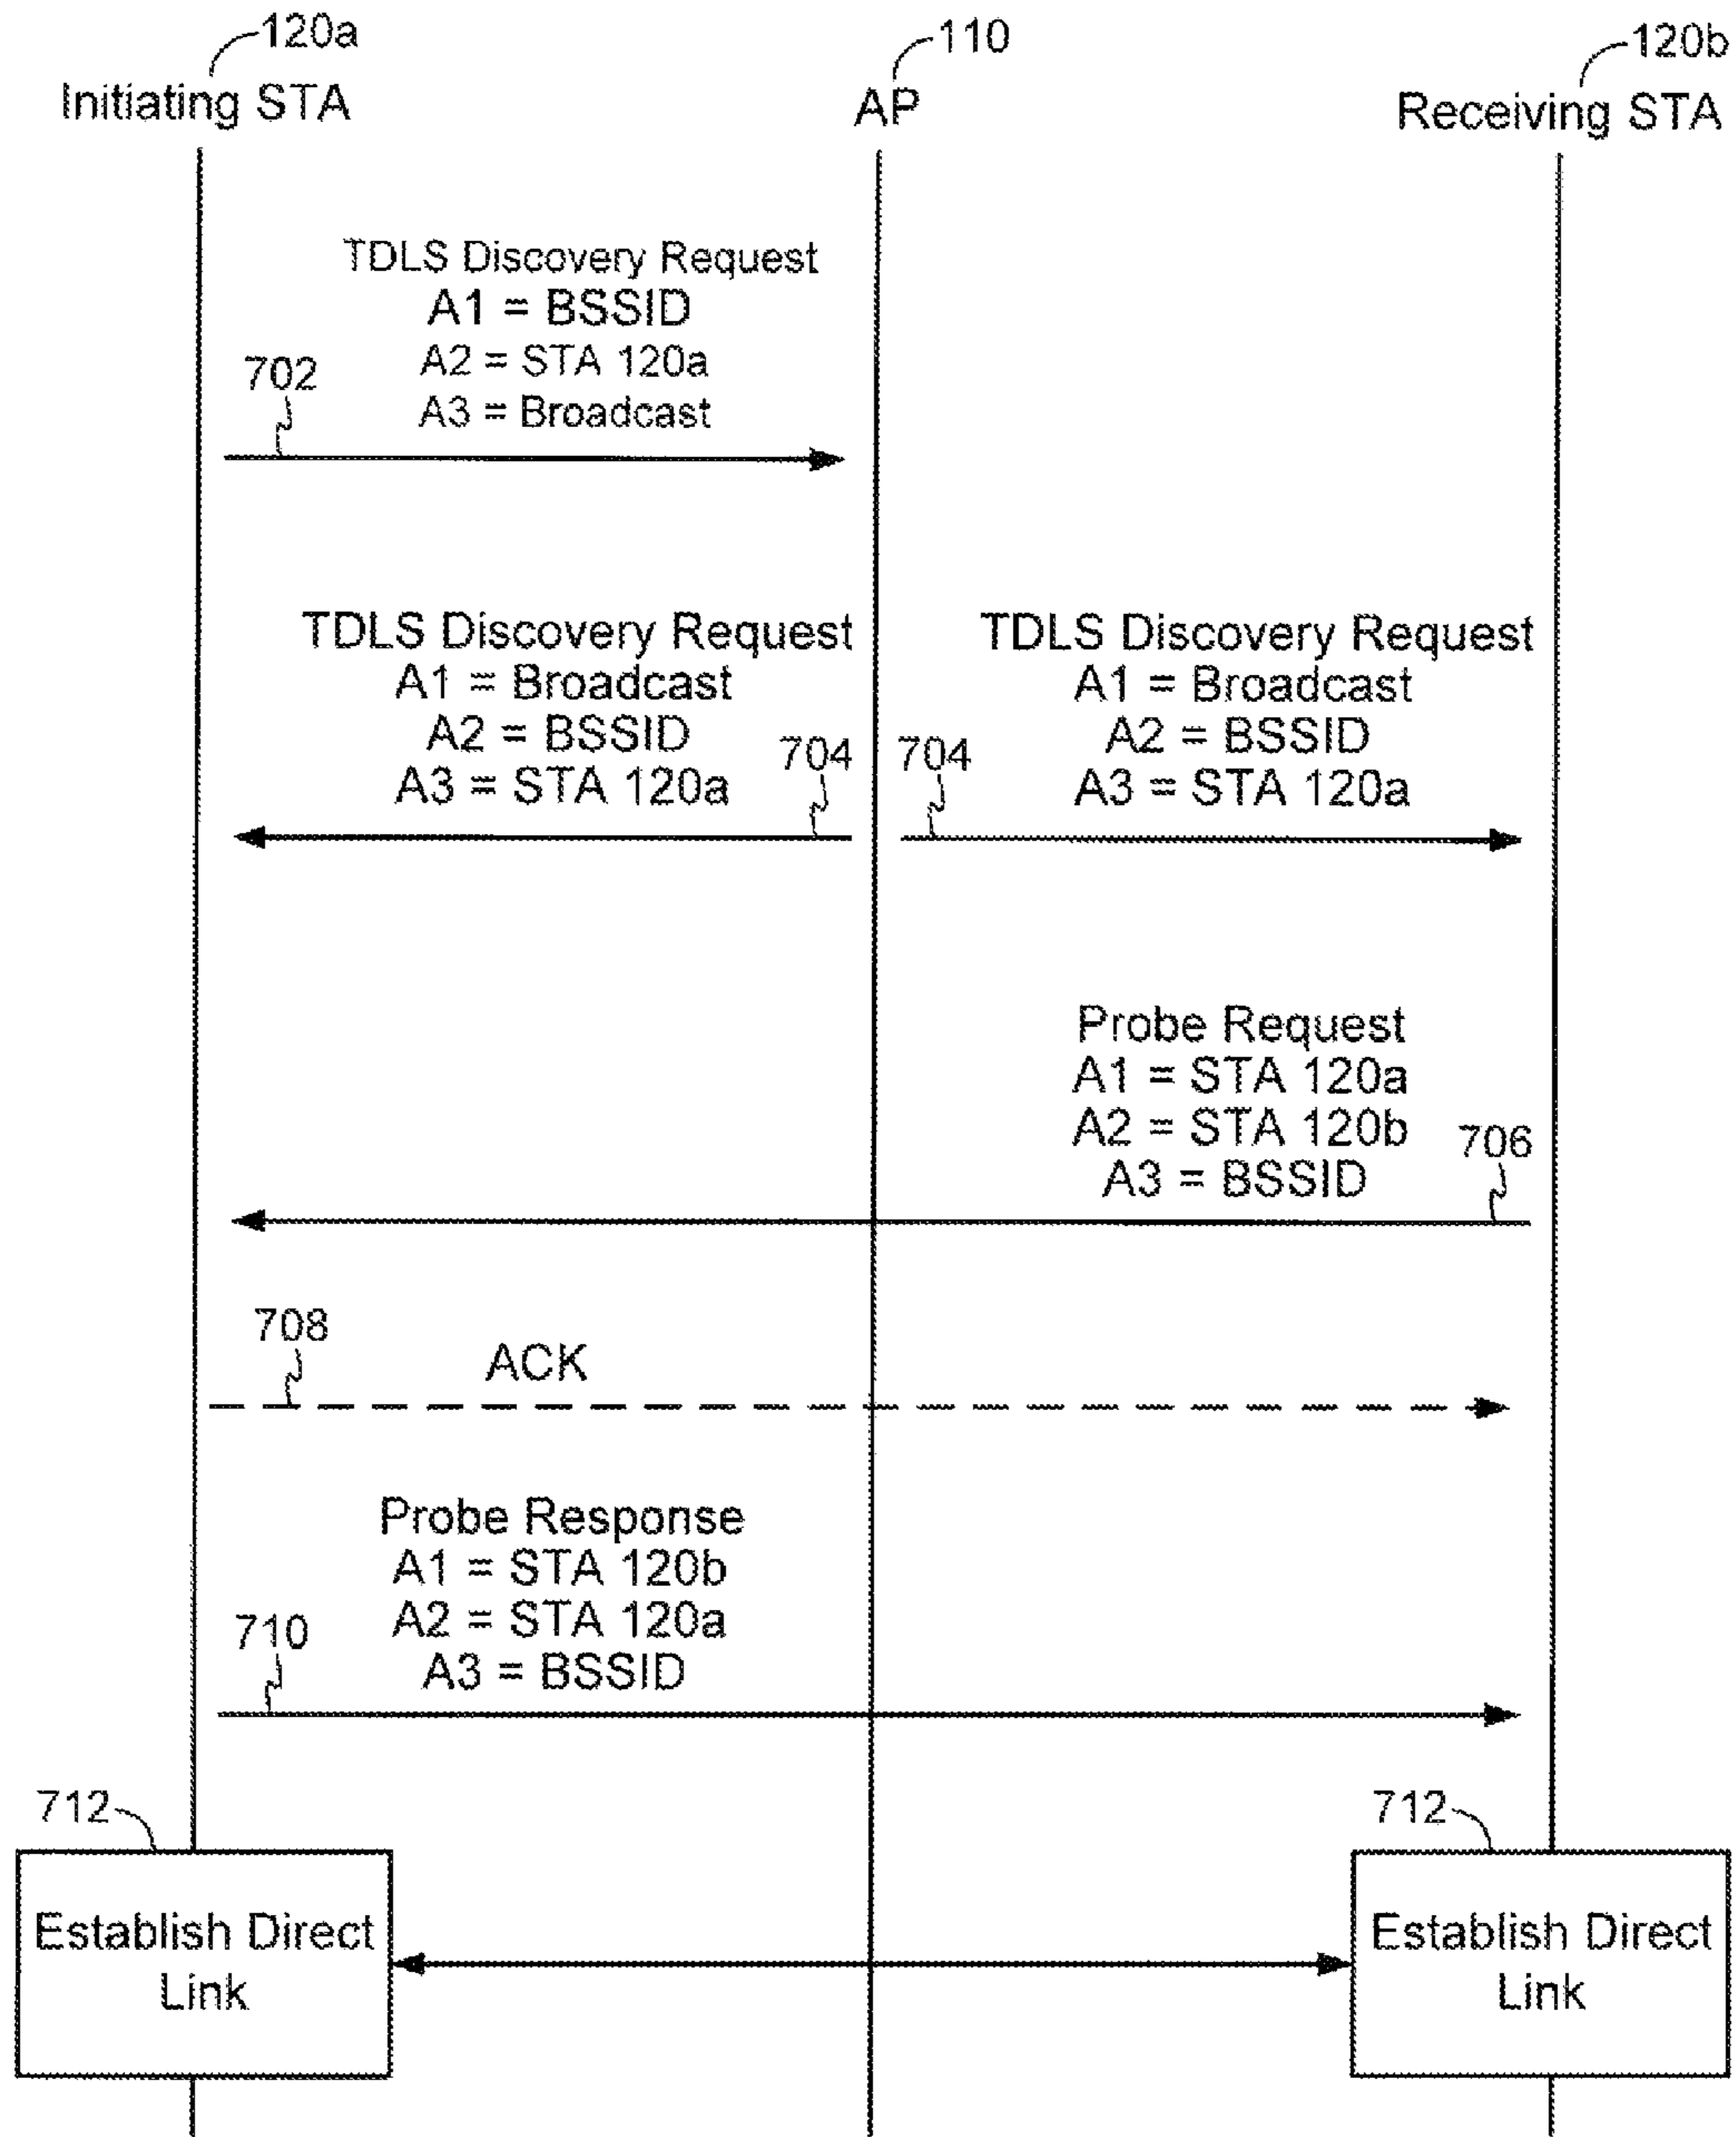 120a
Initiating STA
110
AP
120b
Receiving STA
TDLS Discovery Request
A1 = BSSID
A2 = STA 120a
A3 = Broadcast
702
TDLS Discovery Request
A1 = Broadcast
A2 = BSSID
A3 = STA 120a
704
704
TDLS Discovery Request
A1 = Broadcast
A2 = BSSID
A3 = STA 120a
Probe Request
A1 = STA 120a
A2 = STA 120b
A3 = BSSID
706
708
ACK
Probe Response
A1 = STA 120b
A2 = STA 120a
A3 = BSSID
710
712
Establish Direct
Link
712
Establish Direct
Link